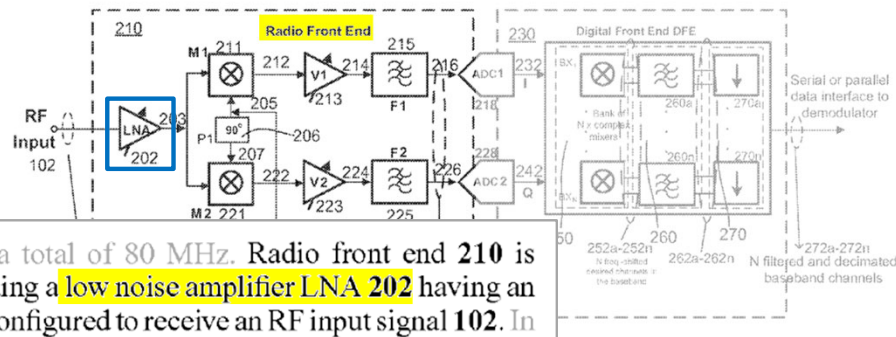 210
Radio Front End
230
Digital Front End DFE
M1
211
212
V1
214
215
216
ADC1
232
I
BX₁
213
F1
218
260a
270a
Serial or parallel
data interface to
demodulator
RF
Input
102
LNA
203
202
205
P1
90°
206
207
Bank of
N x complex
mixers
M2
221
222
V2
224
F2
226
228
ADC2
242
Q
260n
270n
223
225
50
252a-252n
N freq-shifted
desired channels
baseband
260
262a-262n
270
272a-272n
N filtered and decimated
baseband channels
a total of 80 MHz. Radio front end 210 is
ing a low noise amplifier LNA 202 having an
onfigured to receive an RF input signal 102. In